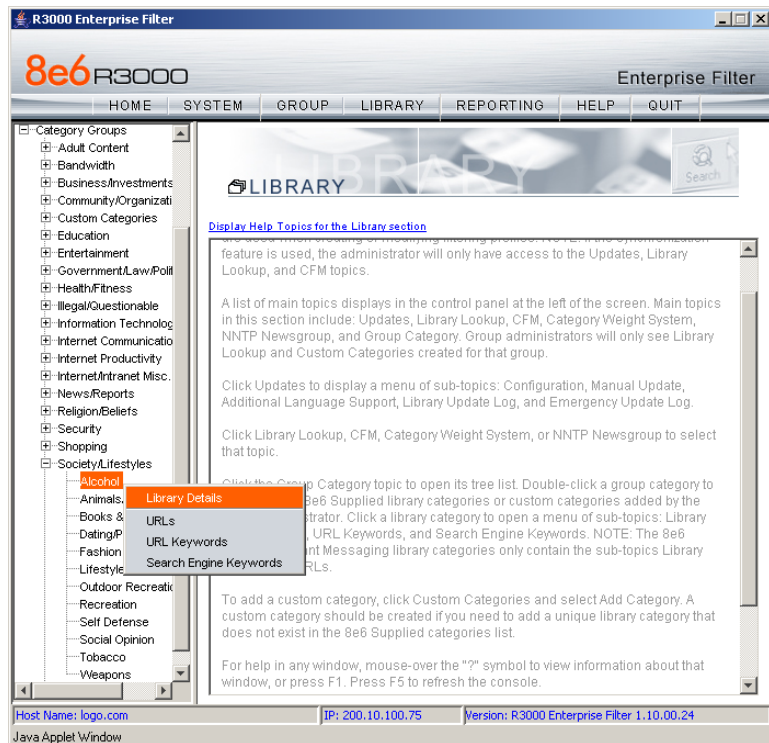 R3000 Enterprise Filter
8e6 R3000
Enterprise Filter
HOME SYSTEM GROUP LIBRARY REPORTING HELP QUIT
Category Groups
Adult Content
Bandwidth
Business/Investments
Community/Organizati
Custom Categories
Education
Entertainment
Government/Law/Polit
Health/Fitness
Illegal/Questionable
Information Technolog
Internet Communicatio
Internet Productivity
Internet/Intranet Misc.
News/Reports
Religion/Beliefs
Security
Shopping
Society/Lifestyles
Alcohol
Animals
Books &
Dating/P
Fashion
Lifestyle
Outdoor Recreatio
Recreation
Self Defense
Social Opinion
Tobacco
Weapons
Library Details
URLs
URL Keywords
Search Engine Keywords
LIBRARY
LIBRARY
Search
Display Help Topics for the Library section
feature is used, the administrator will only have access to the Updates, Library
Lookup, and CFM topics.
A list of main topics displays in the control panel at the left of the screen. Main topics
in this section include: Updates, Library Lookup, CFM, Category Weight System,
NNTP Newsgroup, and Group Category. Group administrators will only see Library
Lookup and Custom Categories created for that group.
Click Updates to display a menu of sub-topics: Configuration, Manual Update,
Additional Language Support, Library Update Log, and Emergency Update Log.
Click Library Lookup, CFM, Category Weight System, or NNTP Newsgroup to select
that topic.
Click the Group Category topic to open its tree list. Double-click a group category to
8e6 Supplied library categories or custom categories added by the
strator. Click a library category to open a menu of sub-topics: Library
, URL Keywords, and Search Engine Keywords. NOTE: The 8e6
nt Messaging library categories only contain the sub-topics Library
RLs.
To add a custom category, click Custom Categories and select Add Category. A
custom category should be created if you need to add a unique library category that
does not exist in the 8e6 Supplied categories list.
For help in any window, mouse-over the "?" symbol to view information about that
window, or press F1. Press F5 to refresh the console.
Host Name: logo.com
IP: 200.10.100.75
Version: R3000 Enterprise Filter 1.10.00.24
Java Applet Window